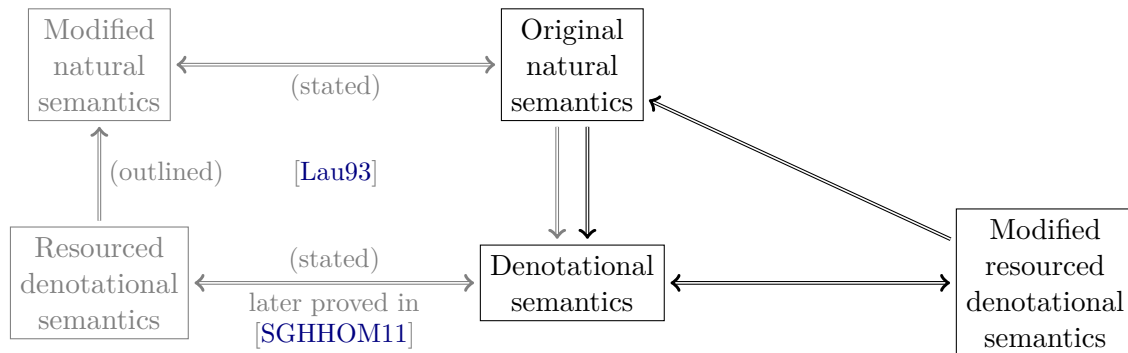 Modified
natural
semantics
(stated)
Original
natural
semantics
(outlined)
[Lau93]
Resourced
denotational
semantics
(stated)
later proved in
[SGHHOM11]
Denotational
semantics
Modified
resourced
denotational
semantics